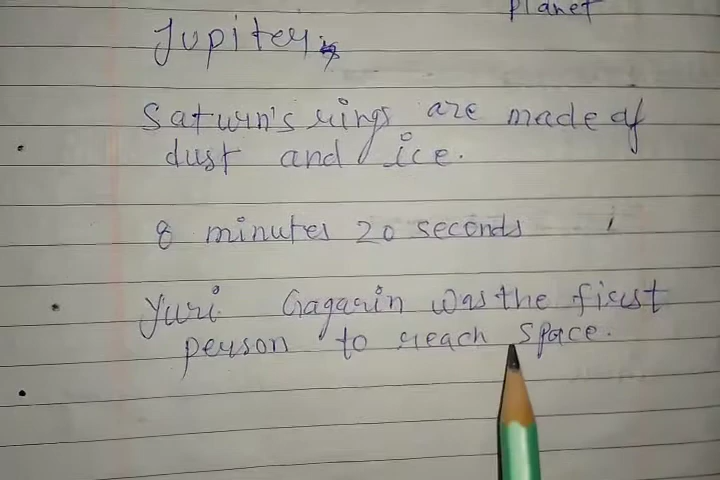 planet
Jupiter
Saturn's rings are made of
dust and ice.
8 minutes 20 seconds
Yuri Gagarin was the first
person to reach space.